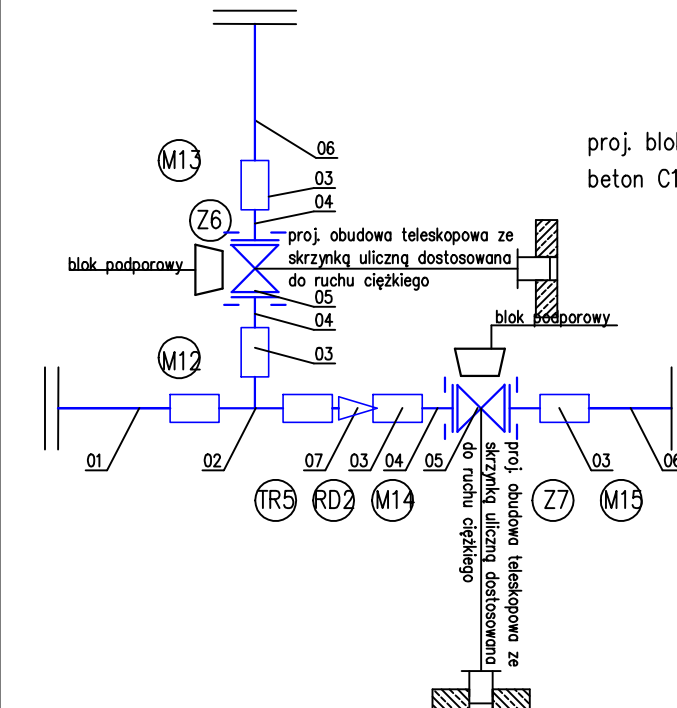 06
M13
proj. blok
beton C1
03
04
Z6
proj. obudowa teleskopowa ze
skrzynką uliczną dostosowana
do ruchu ciężkiego
blok podporowy
05
04
blok podporowy
03
M12
01
02
07
03
04
05
03
06
proj. obudowa teleskopowa ze
skrzynką uliczną dostosowana
do ruchu ciężkiego
TR5
RD2
M14
Z7
M15